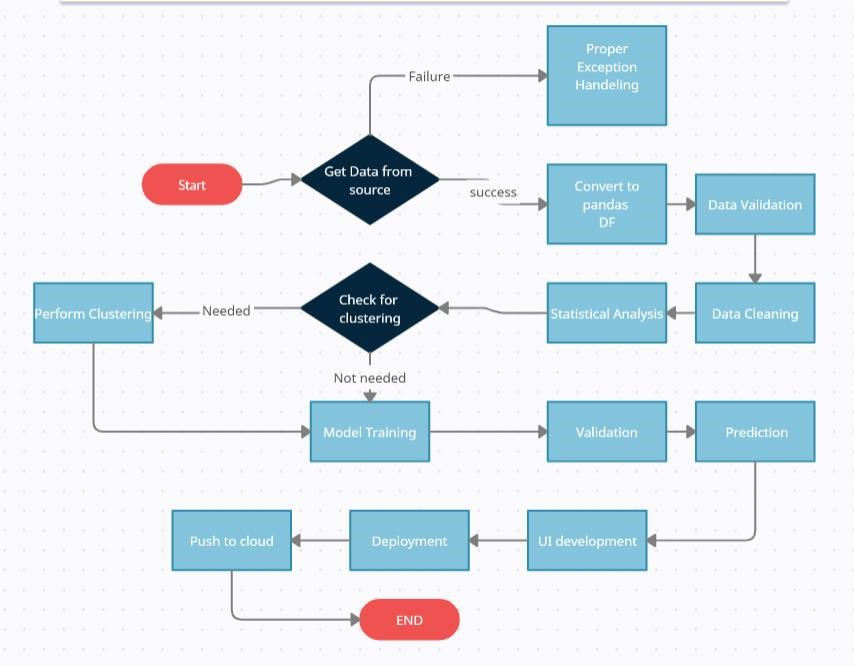 Proper
Exception
Handeling
Failure
Get Data from
source
Start
success
Convert to
pandas
DF
Data Validation
Check for
clustering
Perform Clustering
Needed
Statistical Analysis
Data Cleaning
Not needed
Model Training
Validation
Prediction
Push to cloud
Deployment
UI development
END